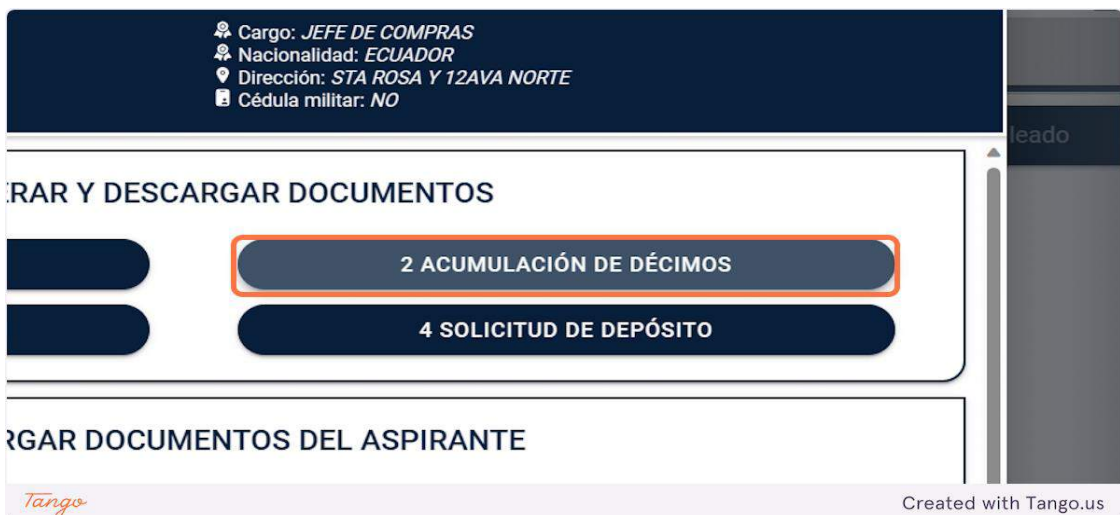 Cargo: JEFE DE COMPRAS
Nacionalidad: ECUADOR
Dirección: STA ROSA Y 12AVA NORTE
Cédula militar: NO
leado
ERAR Y DESCARGAR DOCUMENTOS
2 ACUMULACIÓN DE DÉCIMOS
4 SOLICITUD DE DEPÓSITO
RGAR DOCUMENTOS DEL ASPIRANTE
Tango
Created with Tango.us